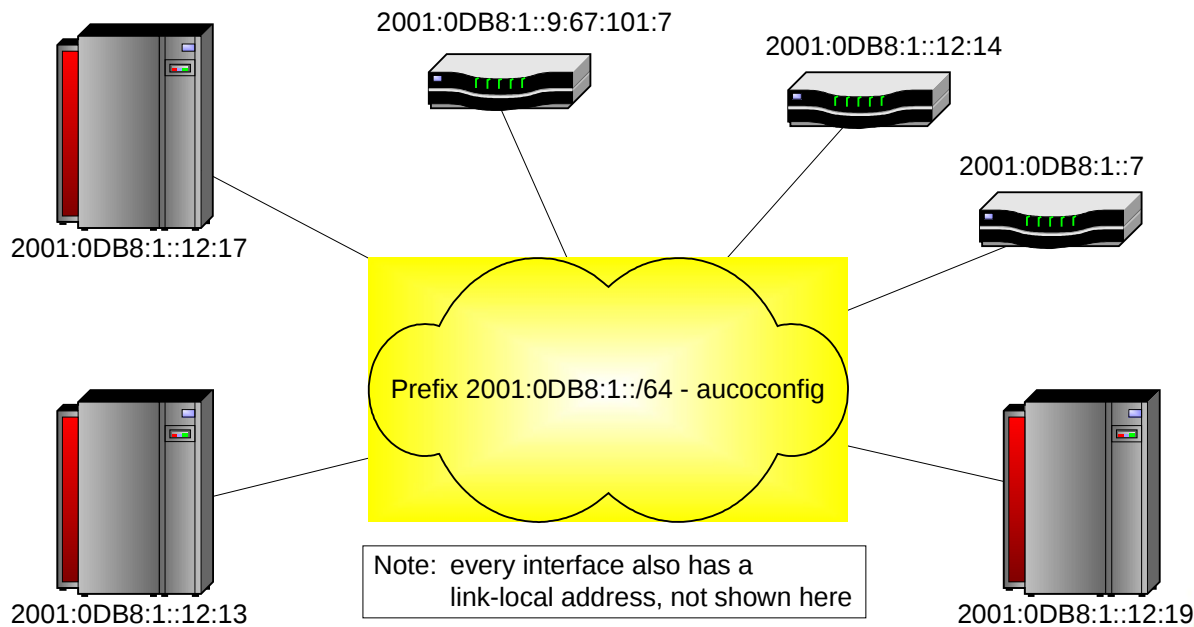 2001:0DB8:1::9:67:101:7
2001:0DB8:1::12:14
2001:0DB8:1::7
2001:0DB8:1::12:17
Prefix 2001:0DB8:1::/64 - aucoconfig
Note: every interface also has a
link-local address, not shown here
2001:0DB8:1::12:13
2001:0DB8:1::12:19